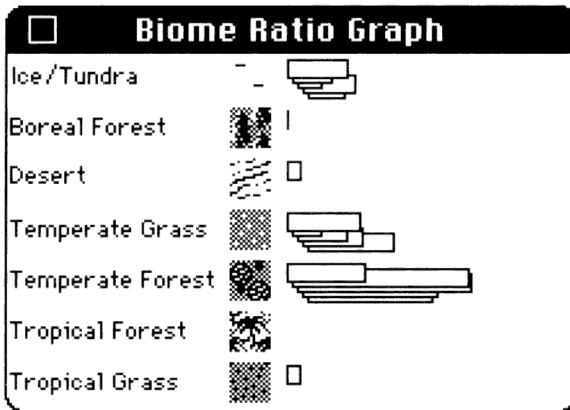 Biome Ratio Graph
Ice/Tundra
Boreal Forest
Desert
Temperate Grass
Temperate Forest
Tropical Forest
Tropical Grass